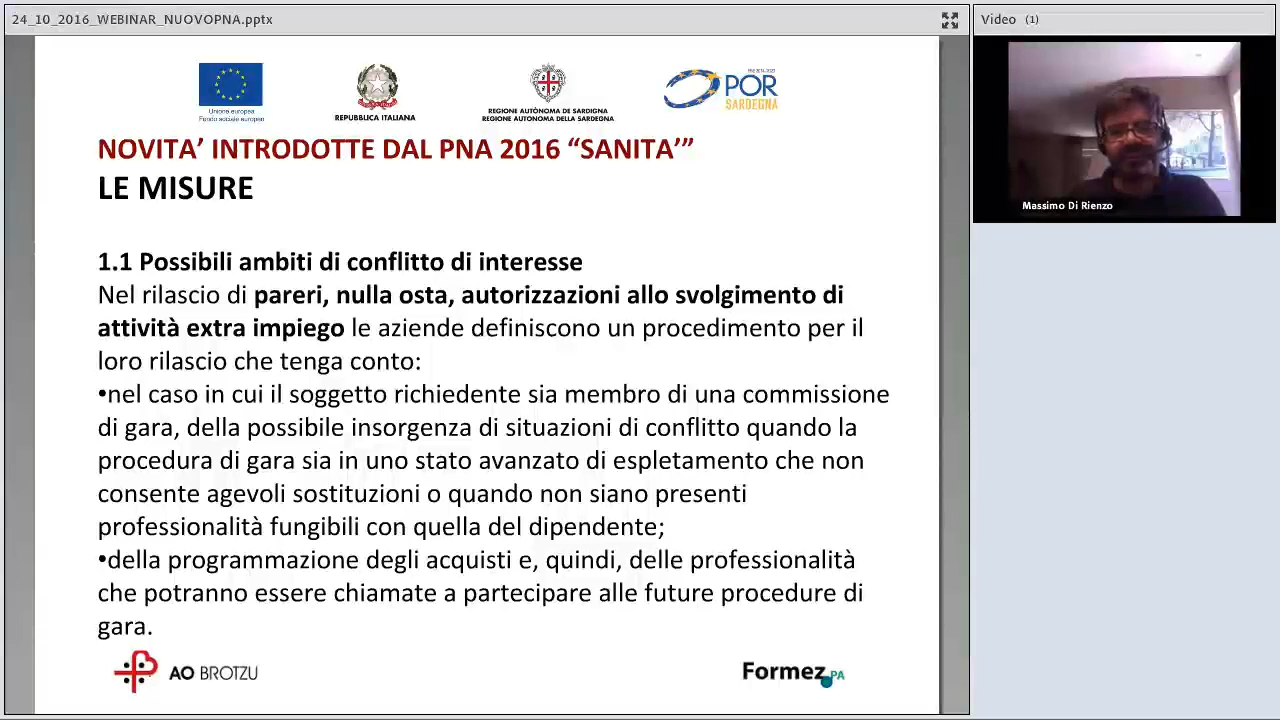 24_10_2016_WEBINAR_NUOVOPNA.pptx
Video (1)
Unione europea
Fondo sociale europeo
REPUBBLICA ITALIANA
REGIONE AUTÒNOMA DE SARDIGNA
REGIONE AUTONOMA DELLA SARDEGNA
POR
SARDEGNA
Massimo Di Rienzo
NOVITA’ INTRODOTTE DAL PNA 2016 “SANITA’”
LE MISURE
1.1 Possibili ambiti di conflitto di interesse
Nel rilascio di pareri, nulla osta, autorizzazioni allo svolgimento di
attività extra impiego le aziende definiscono un procedimento per il
loro rilascio che tenga conto:
•nel caso in cui il soggetto richiedente sia membro di una commissione
di gara, della possibile insorgenza di situazioni di conflitto quando la
procedura di gara sia in uno stato avanzato di espletamento che non
consente agevoli sostituzioni o quando non siano presenti
professionalità fungibili con quella del dipendente;
•della programmazione degli acquisti e, quindi, delle professionalità
che potranno essere chiamate a partecipare alle future procedure di
gara.
AO BROTZU
Formez PA